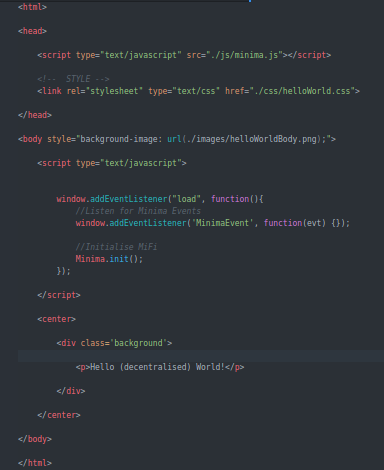 <html>
<head>
<script type="text/javascript" src="./js/minima.js"></script>
<!-- STYLE -->
<link rel="stylesheet" type="text/css" href="./css/helloWorld.css">
</head>
<body style="background-image: url(./images/helloWorldBody.png);">
<script type="text/javascript">
window.addEventListener("load", function(){
//Listen for Minima Events
window.addEventListener('MinimaEvent', function(evt) {});
//Initialise MiFi
Minima.init();
});
</script>
<center>
<div class='background'>
<p>Hello (decentralised) World!</p>
</div>
</center>
</body>
</html>